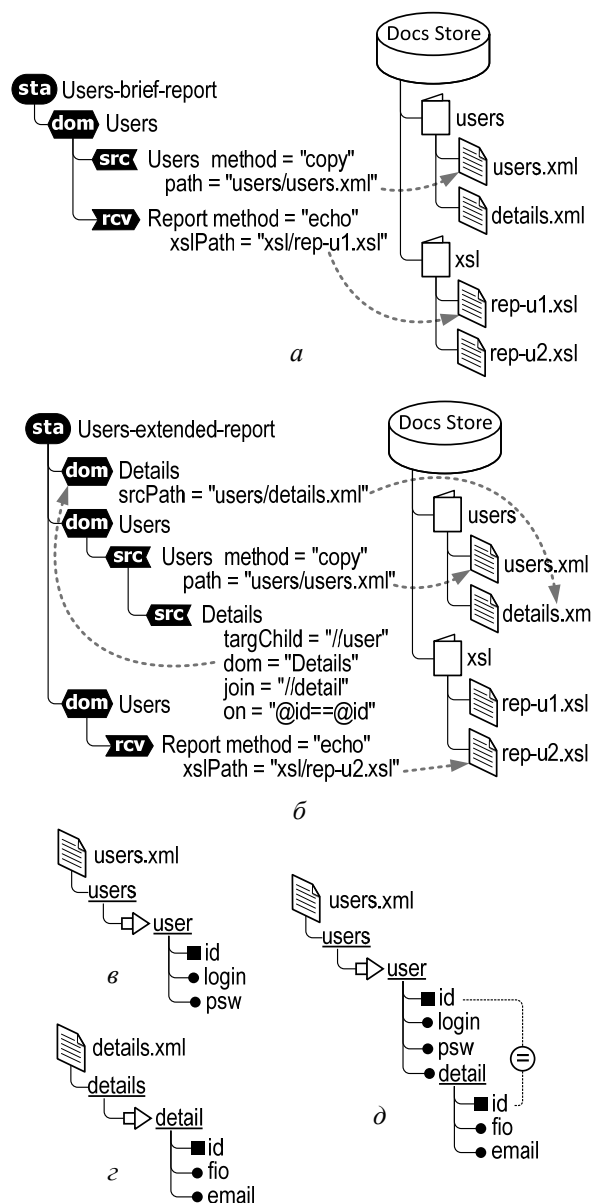 Docs Store
sta Users-brief-report
dom Users
users
src Users method = "copy"
path = "users/users.xml"
users.xml
details.xml
rcv Report method = "echo"
xslPath = "xsl/rep-u1.xsl"
xsl
rep-u1.xsl
rep-u2.xsl
а
sta Users-extended-report
Docs Store
dom Details
srcPath = "users/details.xml"
dom Users
users
src Users method = "copy"
path = "users/users.xml"
users.xml
src Details
details.xm
targChild = "//user"
dom = "Details"
join = "//detail"
on = "@id==@id"
xsl
rep-u1.xsl
dom Users
rcv Report method = "echo"
xslPath = "xsl/rep-u2.xsl"
rep-u2.xsl
б
users.xml
users
user
id
login
psw
в
details.xml
details
detail
id
fio
email
г
users.xml
users
user
id
login
psw
detail
=
id
fio
email
д